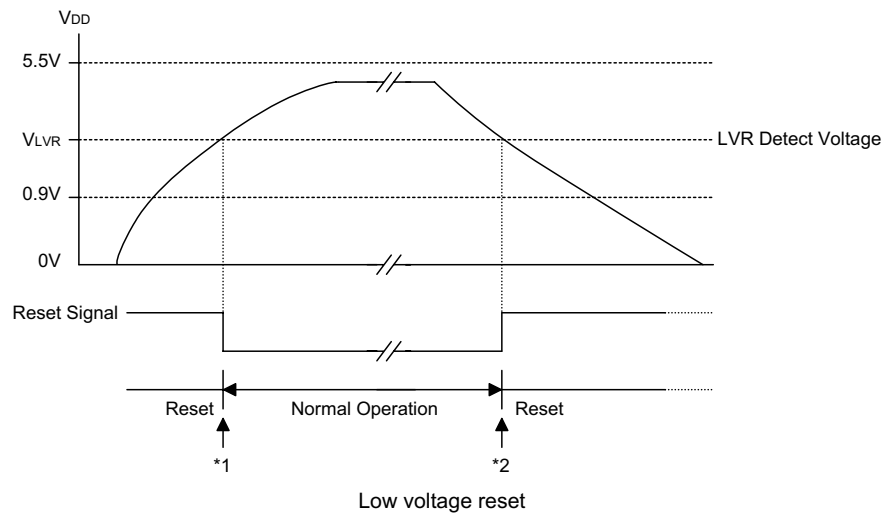 VDD
5.5V
VLVR
LVR Detect Voltage
0.9V
0V
Reset Signal
Reset
Normal Operation
Reset
*1
*2
Low voltage reset